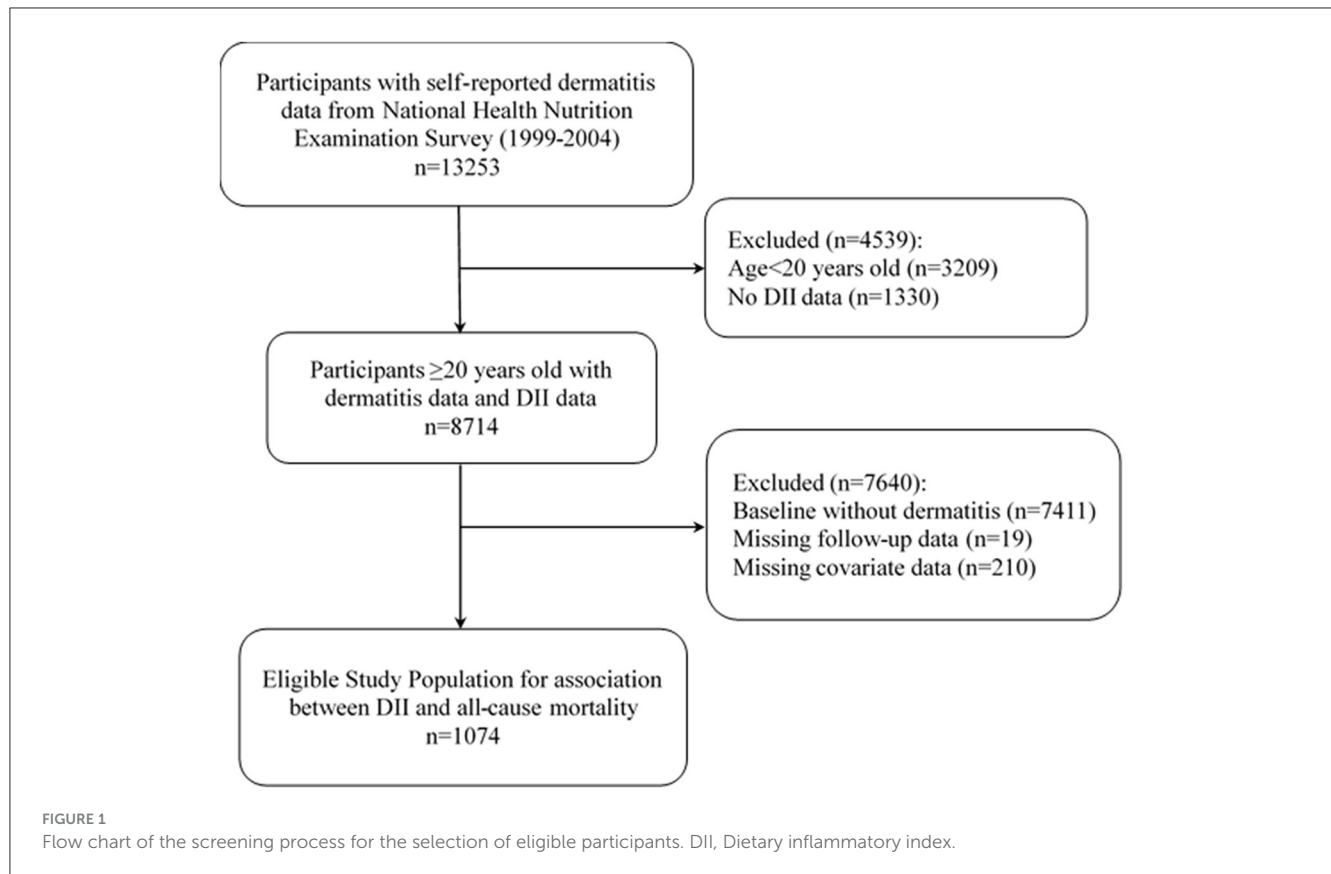 Participants with self-reported dermatitis
data from National Health Nutrition
Examination Survey (1999-2004)
n=13253
Excluded (n=4539):
Age<20 years old (n=3209)
No DII data (n=1330)
Participants ≥20 years old with
dermatitis data and DII data
n=8714
Excluded (n=7640):
Baseline without dermatitis (n=7411)
Missing follow-up data (n=19)
Missing covariate data (n=210)
Eligible Study Population for association
between DII and all-cause mortality
n=1074
FIGURE 1
Flow chart of the screening process for the selection of eligible participants. DII, Dietary inflammatory index.